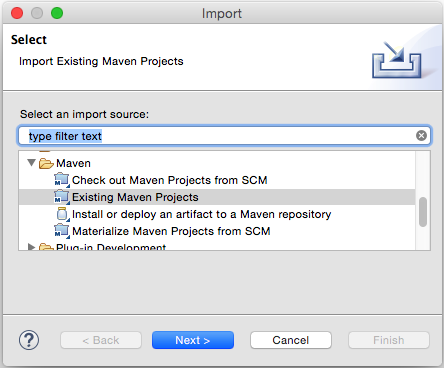 Import
Select
Import Existing Maven Projects
Select an import source:
type filter text
Maven
Check out Maven Projects from SCM
Existing Maven Projects
Install or deploy an artifact to a Maven repository
Materialize Maven Projects from SCM
Plug-in Development
?
< Back
Next >
Cancel
Finish